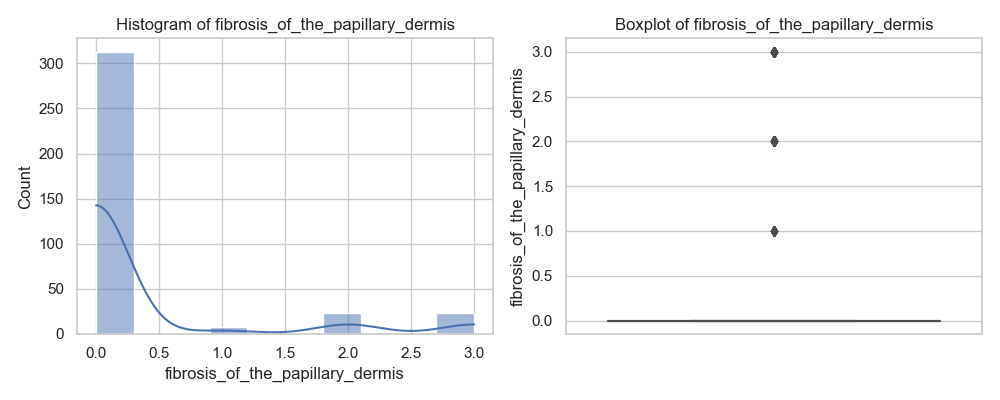 Histogram of fibrosis_of_the_papillary_dermis
Count
300
250
200
150
100
50
0
0.0 0.5 1.0 1.5 2.0 2.5 3.0
fibrosis_of_the_papillary_dermis
Boxplot of fibrosis_of_the_papillary_dermis
fibrosis_of_the_papillary_dermis
3.0
2.5
2.0
1.5
1.0
0.5
0.0